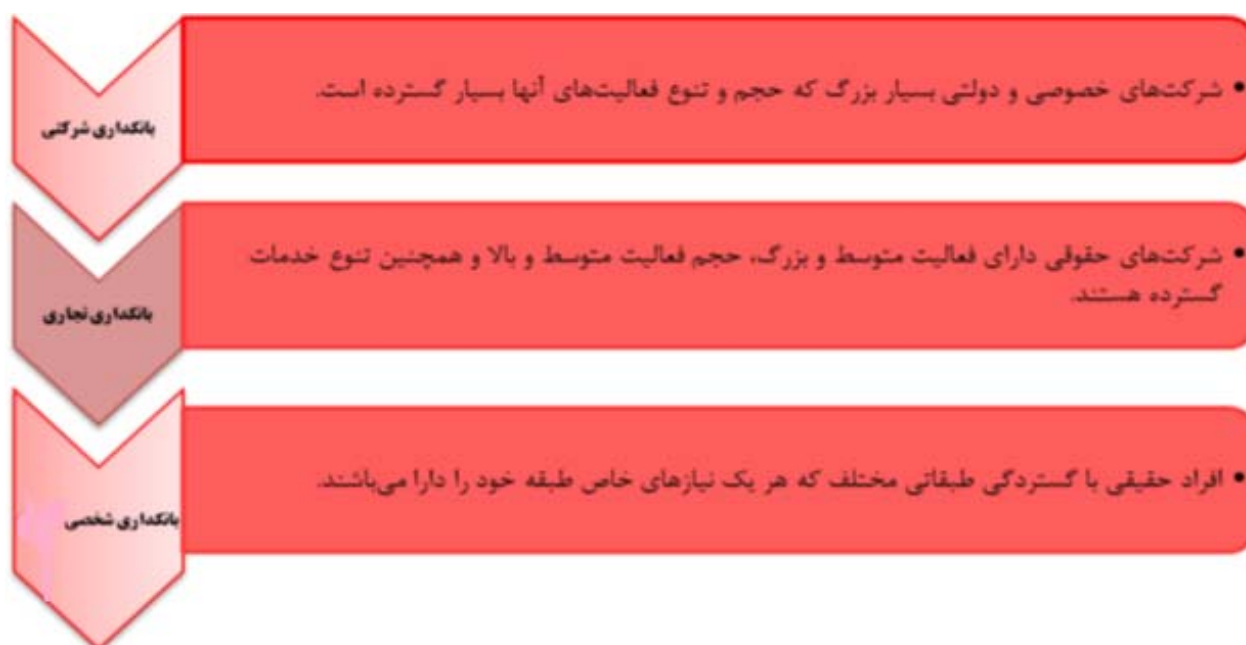 بانکداری شرکتی
• شرکت‌های خصوصی و دولتی بسیار بزرگ که حجم و تنوع فعالیت‌های آنها بسیار گسترده است.
بانکداری تجاری
• شرکت‌های حقوقی دارای فعالیت متوسط و بزرگ، حجم فعالیت متوسط و بالا و همچنین تنوع خدمات
گسترده هستند.
بانکداری شخصی
• افراد حقیقی با گستردگی طبقاتی مختلف که هر یک نیازهای خاص طبقه خود را دارا می‌باشند.